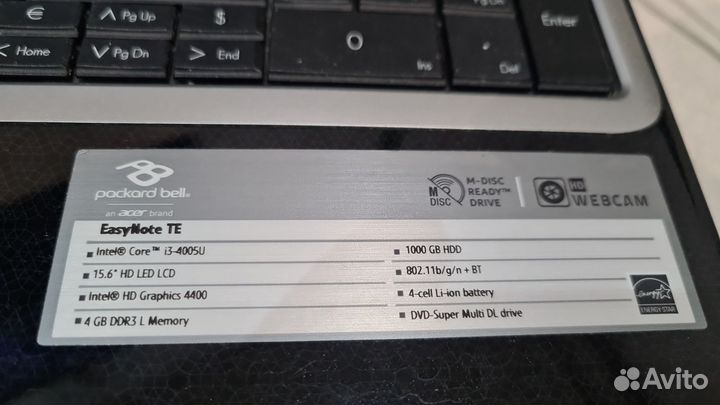 € Pg Up $
Home Pg Dn End
0
Ins
.
Del
Enter
packard bell®
an acer brand
M DISC
M-DISC
READY™
DRIVE
HD
WEBCAM
EasyNote TE
Intel® Core™ i3-4005U
15.6" HD LED LCD
Intel® HD Graphics 4400
4 GB DDR3 L Memory
1000 GB HDD
802.11b/g/n + BT
4-cell Li-ion battery
DVD-Super Multi DL drive
energy
ENERGY STAR
Avito